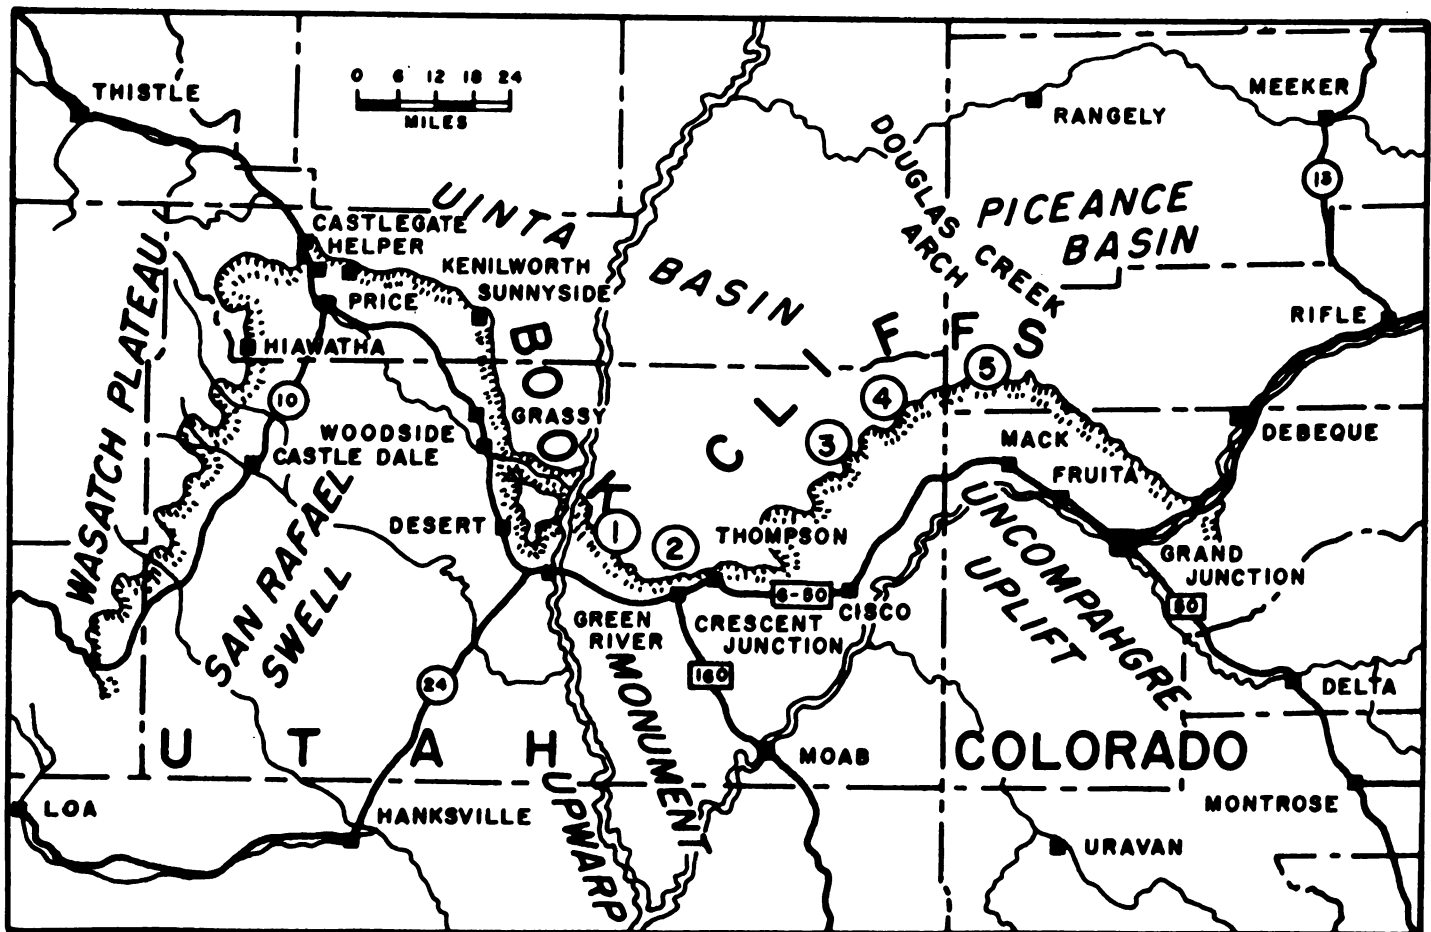 0 6 12 18 24
MILES
THISTLE
MEEKER
RANGELY
13
DOUGLAS CREEK
ARCH
PICEANCE
BASIN
UINTA BASIN
CASTLEGATE
HELPER
KENILWORTH
SUNNYSIDE
PRICE
HIAWATHA
WASATCH PLATEAU
RIFLE
BOOK CLIFFS
10
GRASSY
WOODSIDE
CASTLE DALE
DESERT
SAN RAFAEL
SWELL
1
2
3
4
5
MACK
FRUITA
DEBEQUE
THOMPSON
UNCOMPAHGRE
UPLIFT
GRAND
JUNCTION
6-50
CISCO
50
GREEN
RIVER
CRESCENT
JUNCTION
160
24
DELTA
MONUMENT
UPWARP
UTAH
COLORADO
MOAB
LOA
HANKSVILLE
MONTROSE
URAVAN